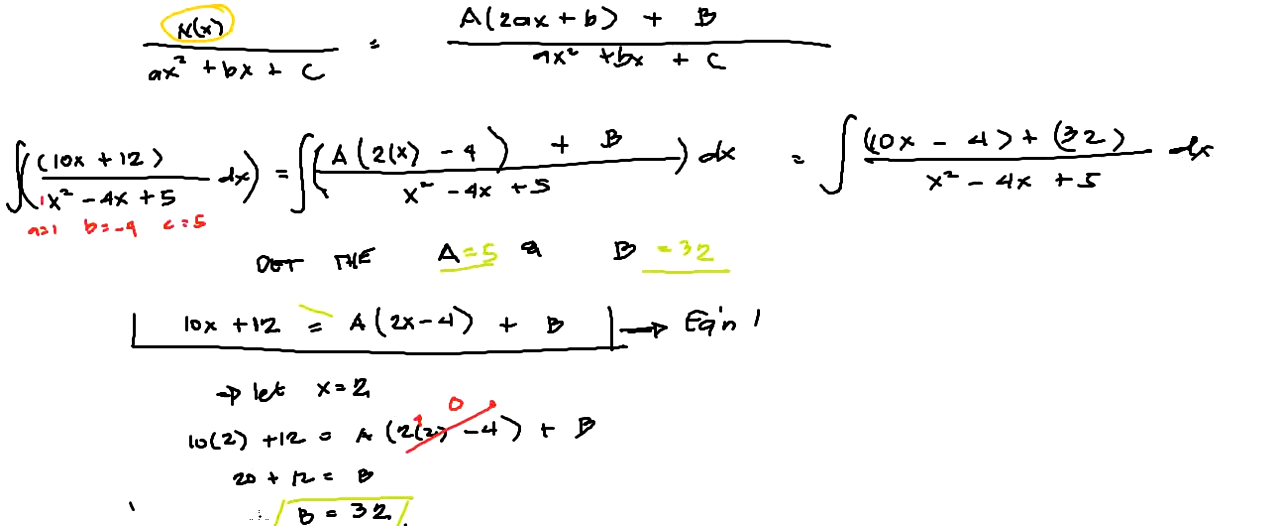 N(x) / ax² + bx + C = A(2ax + b) + B / ax² + bx + C
∫( (10x + 12) / 1x² - 4x + 5 dx) = ∫( A(2(x) - 4) + B / x² - 4x + 5 ) dx = ∫ (10x - 4) + (32) / x² - 4x + 5 dx
a=1 b=-4 c=5
DET THE A=5 & B=32
10x + 12 = A(2x-4) + B → Eq'n 1
→ let x=2
10(2) + 12 = A(2(2) - 4) + B
0
20 + 12 = B
B = 32